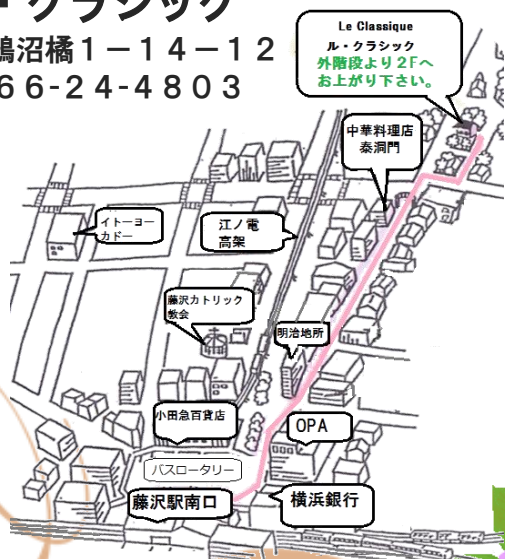 ・クラシック
鵠沼橘１－１４－１２
66-24-4803
Le Classique
ル・クラシック
外階段より２Fへ
お上がり下さい。
中華料理店
泰洞門
イトーヨー
カドー
江ノ電
高架
藤沢カトリック
教会
明治地所
小田急百貨店
OPA
バスロータリー
藤沢駅南口
横浜銀行